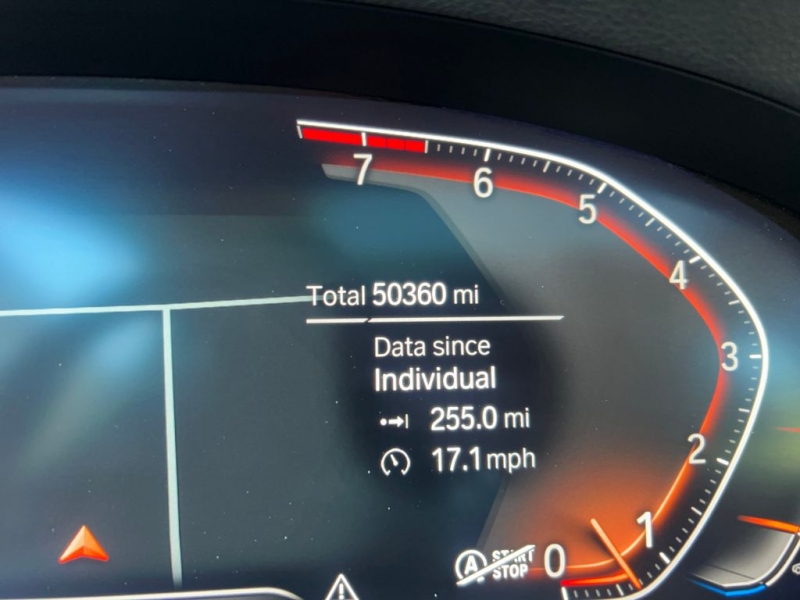 7
6
5
4
3
2
1
0
Total 50360 mi
Data since
Individual
255.0 mi
17.1 mph
A START
STOP